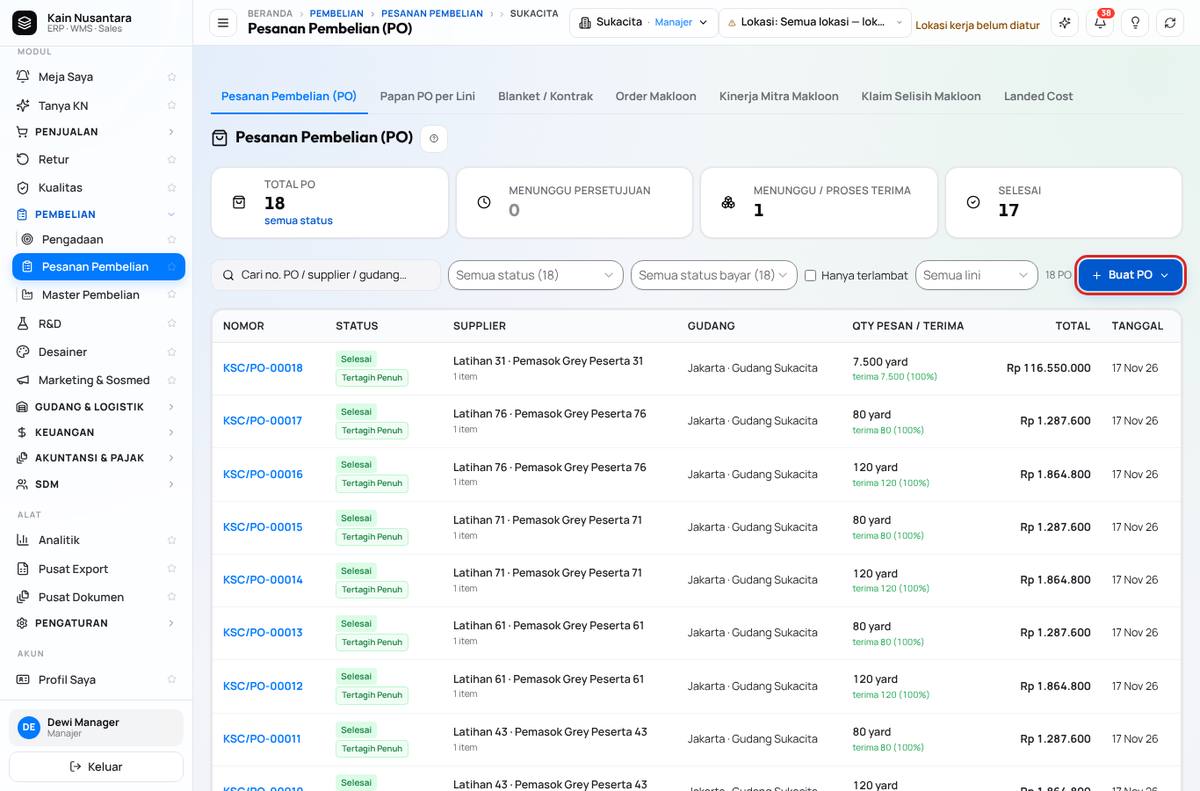 Kain Nusantara
ERP · WMS · Sales
MODUL
Meja Saya
Tanya KN
PENJUALAN
Retur
Kualitas
PEMBELIAN
Pengadaan
Pesanan Pembelian
Master Pembelian
R&D
Desainer
Marketing & Sosmed
GUDANG & LOGISTIK
KEUANGAN
AKUNTANSI & PAJAK
SDM
ALAT
Analitik
Pusat Export
Pusat Dokumen
PENGATURAN
AKUN
Profil Saya
DE
Dewi Manager
Manajer
Keluar
BERANDA › PEMBELIAN › PESANAN PEMBELIAN › › SUKACITA
Pesanan Pembelian (PO)
Sukacita · Manajer
Lokasi: Semua lokasi — lok...
Lokasi kerja belum diatur
38
Pesanan Pembelian (PO)
Papan PO per Lini
Blanket / Kontrak
Order Makloon
Kinerja Mitra Makloon
Klaim Selisih Makloon
Landed Cost
Pesanan Pembelian (PO)
TOTAL PO
18
semua status
MENUNGGU PERSETUJUAN
0
MENUNGGU / PROSES TERIMA
1
SELESAI
17
Cari no. PO / supplier / gudang...
Semua status (18)
Semua status bayar (18)
Hanya terlambat
Semua lini
18 PO
+ Buat PO
NOMOR STATUS SUPPLIER GUDANG QTY PESAN / TERIMA TOTAL TANGGAL
KSC/PO-00018 Selesai Tertagih Penuh Latihan 31 · Pemasok Grey Peserta 31 1 item Jakarta · Gudang Sukacita 7.500 yard terima 7.500 (100%) Rp 116.550.000 17 Nov 26
KSC/PO-00017 Selesai Tertagih Penuh Latihan 76 · Pemasok Grey Peserta 76 1 item Jakarta · Gudang Sukacita 80 yard terima 80 (100%) Rp 1.287.600 17 Nov 26
KSC/PO-00016 Selesai Tertagih Penuh Latihan 76 · Pemasok Grey Peserta 76 1 item Jakarta · Gudang Sukacita 120 yard terima 120 (100%) Rp 1.864.800 17 Nov 26
KSC/PO-00015 Selesai Tertagih Penuh Latihan 71 · Pemasok Grey Peserta 71 1 item Jakarta · Gudang Sukacita 80 yard terima 80 (100%) Rp 1.287.600 17 Nov 26
KSC/PO-00014 Selesai Tertagih Penuh Latihan 71 · Pemasok Grey Peserta 71 1 item Jakarta · Gudang Sukacita 120 yard terima 120 (100%) Rp 1.864.800 17 Nov 26
KSC/PO-00013 Selesai Tertagih Penuh Latihan 61 · Pemasok Grey Peserta 61 1 item Jakarta · Gudang Sukacita 80 yard terima 80 (100%) Rp 1.287.600 17 Nov 26
KSC/PO-00012 Selesai Tertagih Penuh Latihan 61 · Pemasok Grey Peserta 61 1 item Jakarta · Gudang Sukacita 120 yard terima 120 (100%) Rp 1.864.800 17 Nov 26
KSC/PO-00011 Selesai Tertagih Penuh Latihan 43 · Pemasok Grey Peserta 43 1 item Jakarta · Gudang Sukacita 80 yard terima 80 (100%) Rp 1.287.600 17 Nov 26
Selesai Latihan 43 · Pemasok Grey Peserta 43 120 yard